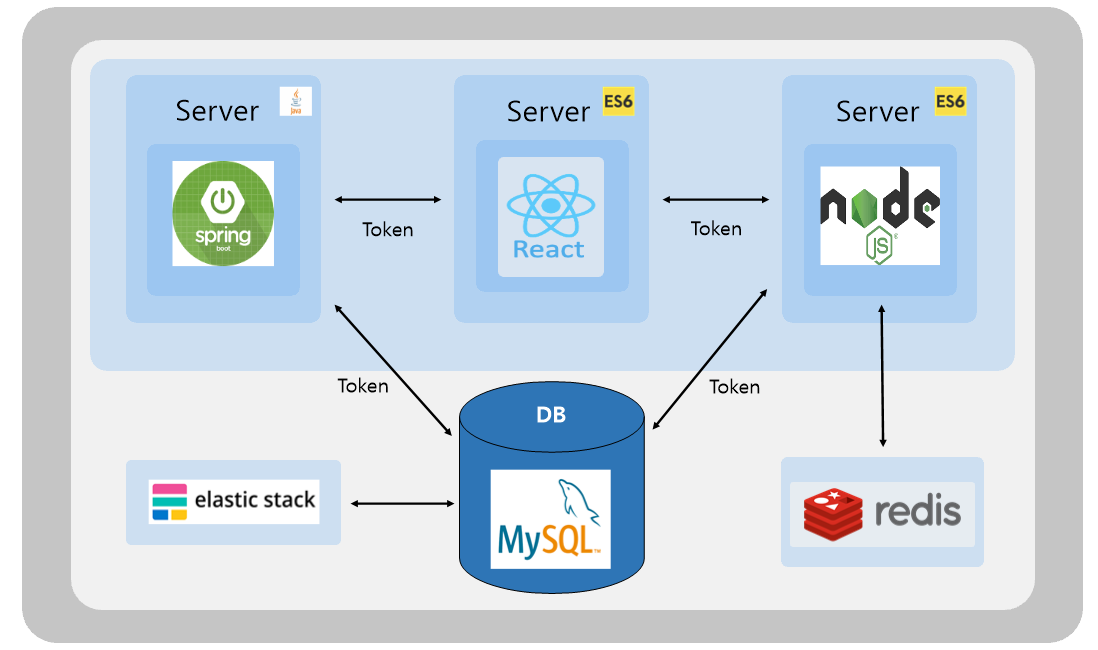 Server
Java
Server
ES6
Server
ES6
spring
boot
React
node
JS
Token
Token
Token
Token
DB
elastic stack
MySQL™
redis